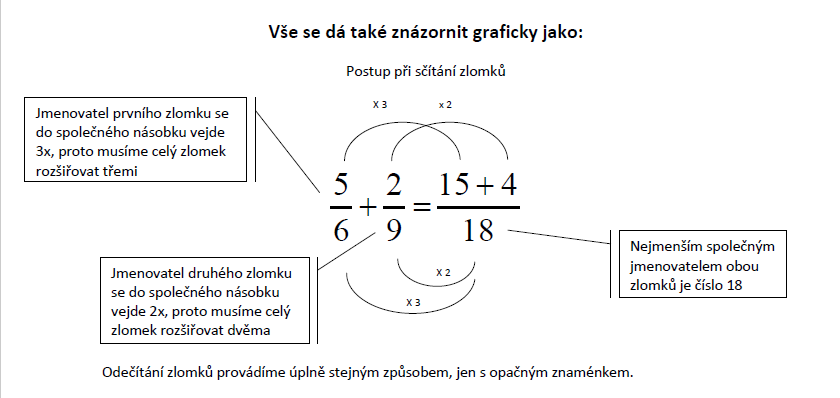 Vše se dá také znázornit graficky jako:
Postup při sčítání zlomků
X 3
x 2
Jmenovatel prvního zlomku se
do společného násobku vejde
3x, proto musíme celý zlomek
rozšiřovat třemi
5/6 + 2/9 = (15 + 4)/18
Nejmenším společným
jmenovatelem obou
zlomků je číslo 18
Jmenovatel druhého zlomku
se do společného násobku
vejde 2x, proto musíme celý
zlomek rozšiřovat dvěma
X 2
X 3
Odečítání zlomků provádíme úplně stejným způsobem, jen s opačným znaménkem.